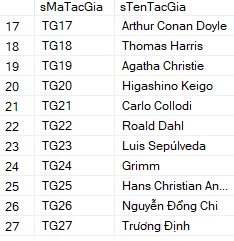 sMaTacGia sTenTacGia
17 TG17 Arthur Conan Doyle
18 TG18 Thomas Harris
19 TG19 Agatha Christie
20 TG20 Higashino Keigo
21 TG21 Carlo Collodi
22 TG22 Roald Dahl
23 TG23 Luis Sepúlveda
24 TG24 Grimm
25 TG25 Hans Christian An...
26 TG26 Nguyễn Đổng Chi
27 TG27 Trương Định